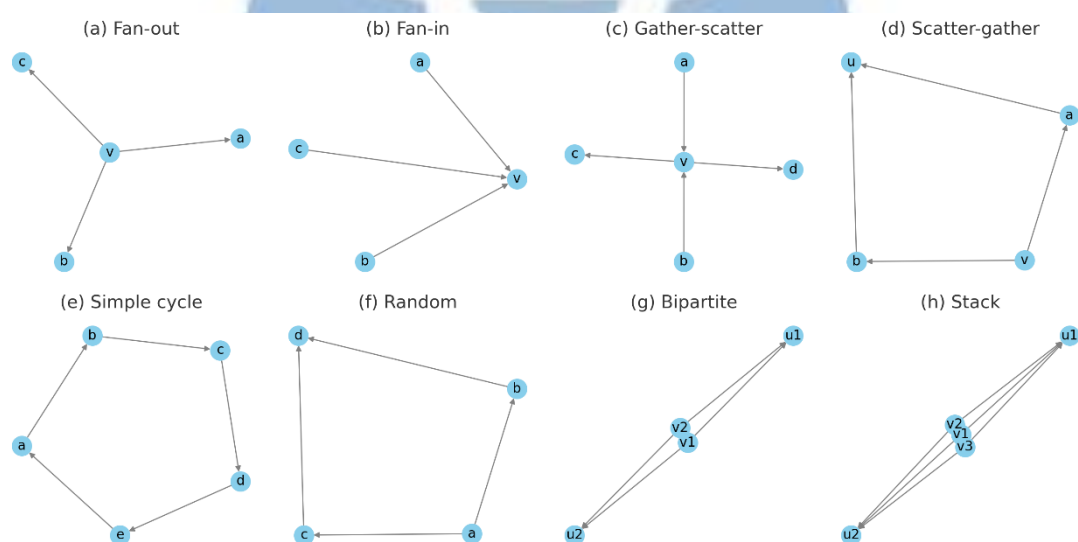 (a) Fan-out
(b) Fan-in
(c) Gather-scatter
(d) Scatter-gather
c
v
a
b
a
c
v
b
a
c
v
d
b
u
a
b
v
(e) Simple cycle
(f) Random
(g) Bipartite
(h) Stack
b
c
a
d
e
d
b
c
a
u1
v2
v1
u2
u1
v2
v1
v3
u2